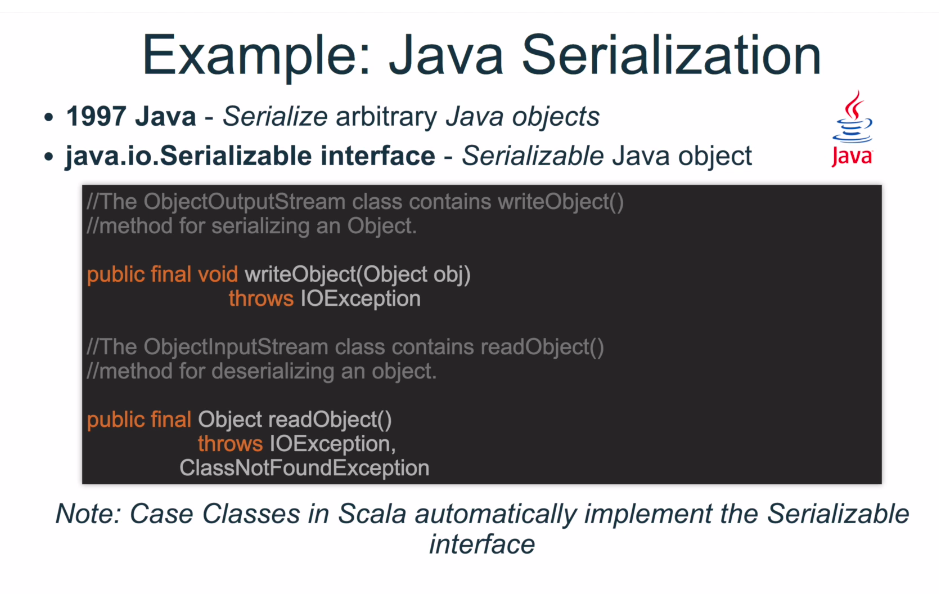 Example: Java Serialization
• 1997 Java - Serialize arbitrary Java objects
• java.io.Serializable interface - Serializable Java object
Java
//The ObjectOutputStream class contains writeObject()
//method for serializing an Object.
public final void writeObject(Object obj)
throws IOException
//The ObjectInputStream class contains readObject()
//method for deserializing an object.
public final Object readObject()
throws IOException,
ClassNotFoundException
Note: Case Classes in Scala automatically implement the Serializable
interface